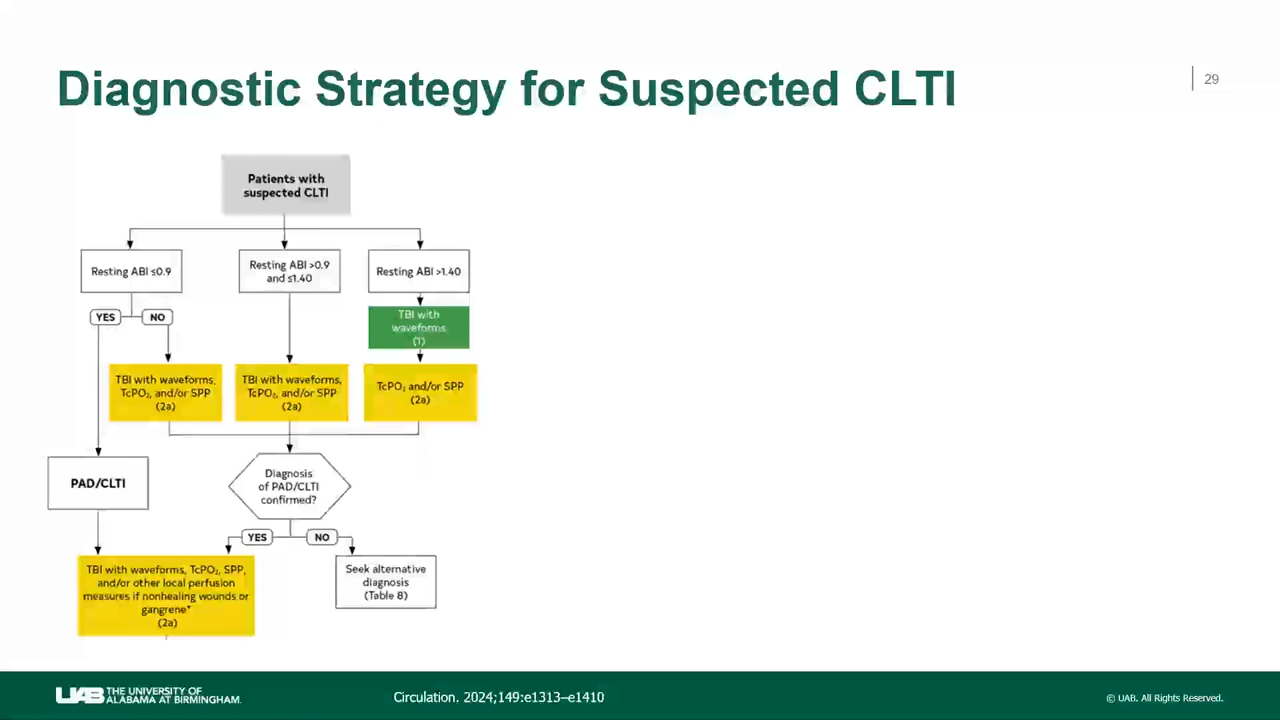 Diagnostic Strategy for Suspected CLTI
29
Patients with
suspected CLTI
Resting ABI ≤0.9
Resting ABI >0.9
and ≤1.40
Resting ABI >1.40
YES
NO
TBI with
waveforms
(1)
TBI with waveforms,
TcPO₂, and/or SPP
(2a)
TBI with waveforms,
TcPO₂, and/or SPP
(2a)
TcPO₂ and/or SPP
(2a)
PAD/CLTI
Diagnosis
of PAD/CLTI
confirmed?
YES
NO
TBI with waveforms, TcPO₂, SPP,
and/or other local perfusion
measures if nonhealing wounds or
gangrene*
(2a)
Seek alternative
diagnosis
(Table 8)
UAB THE UNIVERSITY OF
ALABAMA AT BIRMINGHAM.
Circulation. 2024;149:e1313–e1410
© UAB. All Rights Reserved.